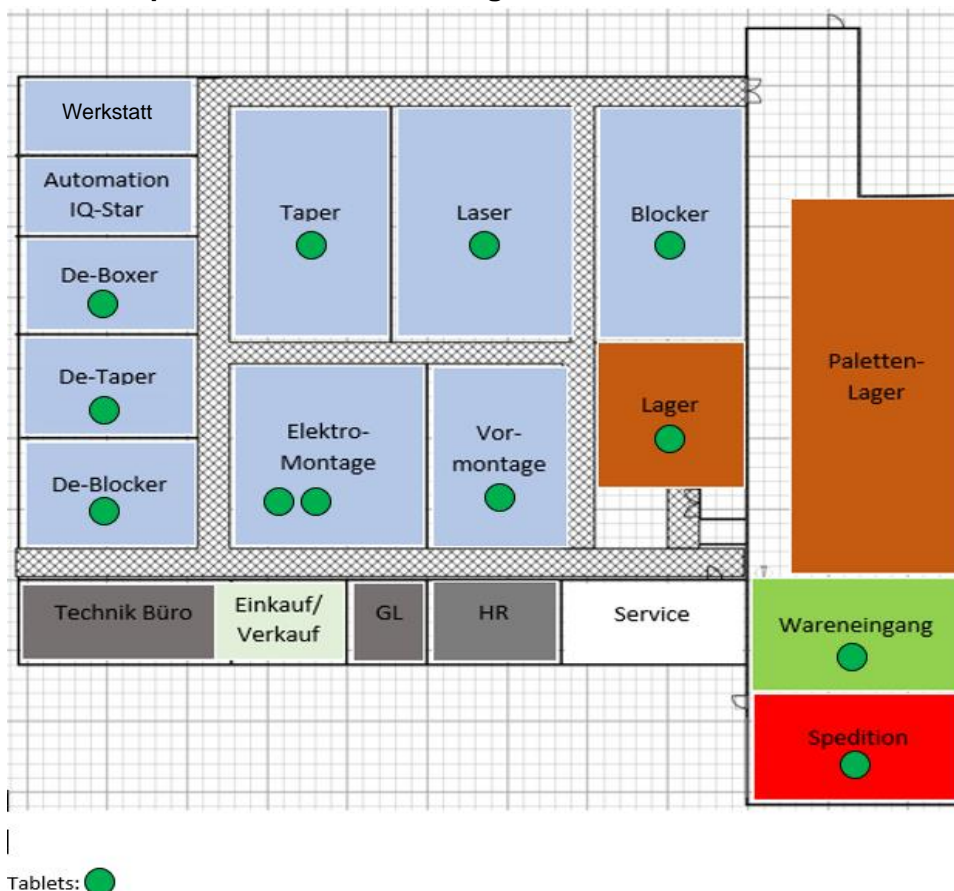 Werkstatt
Automation
IQ-Star
De-Boxer
De-Taper
De-Blocker
Taper
Laser
Blocker
Elektro-
Montage
Vor-
montage
Lager
Paletten-
Lager
Technik Büro
Einkauf/
Verkauf
GL
HR
Service
Wareneingang
Spedition
Tablets: